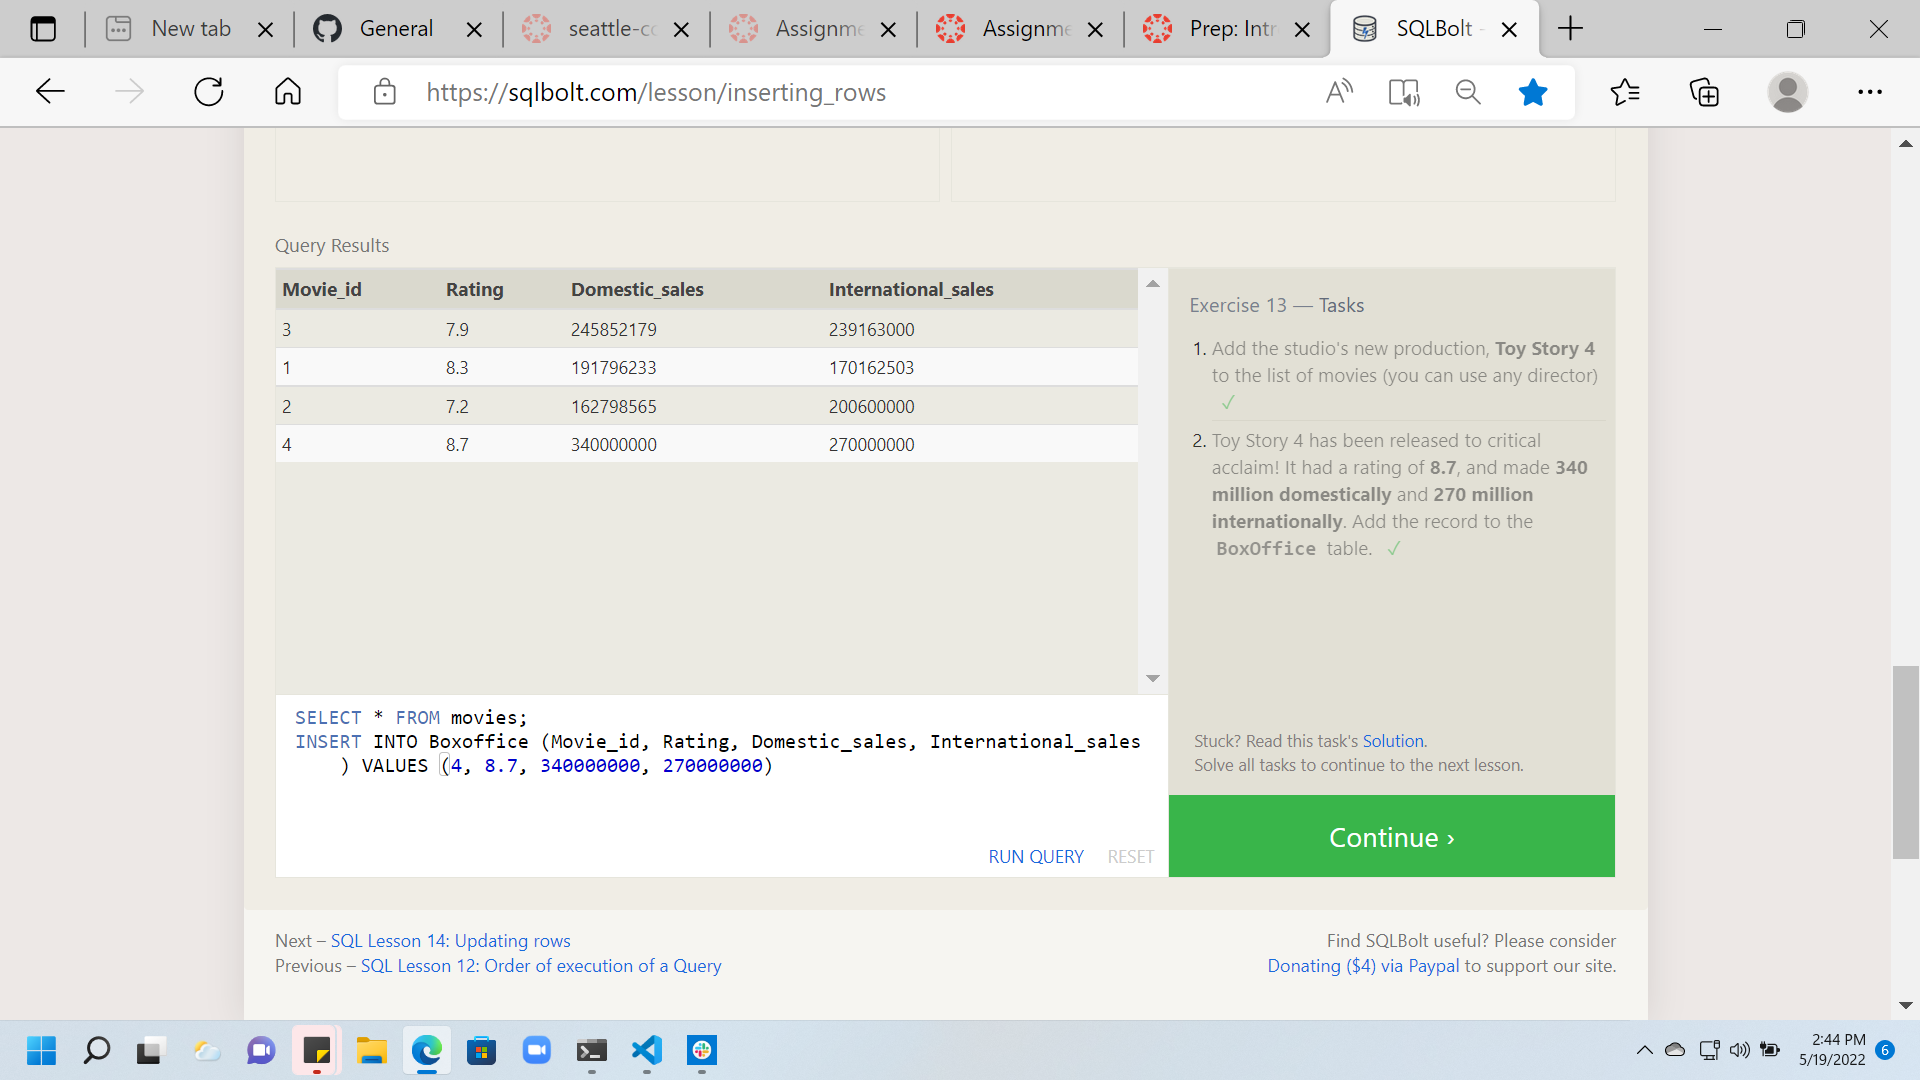 New tab
General
seattle-co
Assignme
Assignme
Prep: Intr
SQLBolt -
https://sqlbolt.com/lesson/inserting_rows
Query Results
Movie_id Rating Domestic_sales International_sales
3 7.9 245852179 239163000
1 8.3 191796233 170162503
2 7.2 162798565 200600000
4 8.7 340000000 270000000
Exercise 13 — Tasks
1. Add the studio's new production, Toy Story 4
to the list of movies (you can use any director)
✓
2. Toy Story 4 has been released to critical
acclaim! It had a rating of 8.7, and made 340
million domestically and 270 million
internationally. Add the record to the
BoxOffice table. ✓
SELECT * FROM movies;
INSERT INTO Boxoffice (Movie_id, Rating, Domestic_sales, International_sales
) VALUES (4, 8.7, 340000000, 270000000)
RUN QUERY RESET
Stuck? Read this task's Solution.
Solve all tasks to continue to the next lesson.
Continue ›
Next – SQL Lesson 14: Updating rows
Previous – SQL Lesson 12: Order of execution of a Query
Find SQLBolt useful? Please consider
Donating ($4) via Paypal to support our site.
2:44 PM
5/19/2022
6